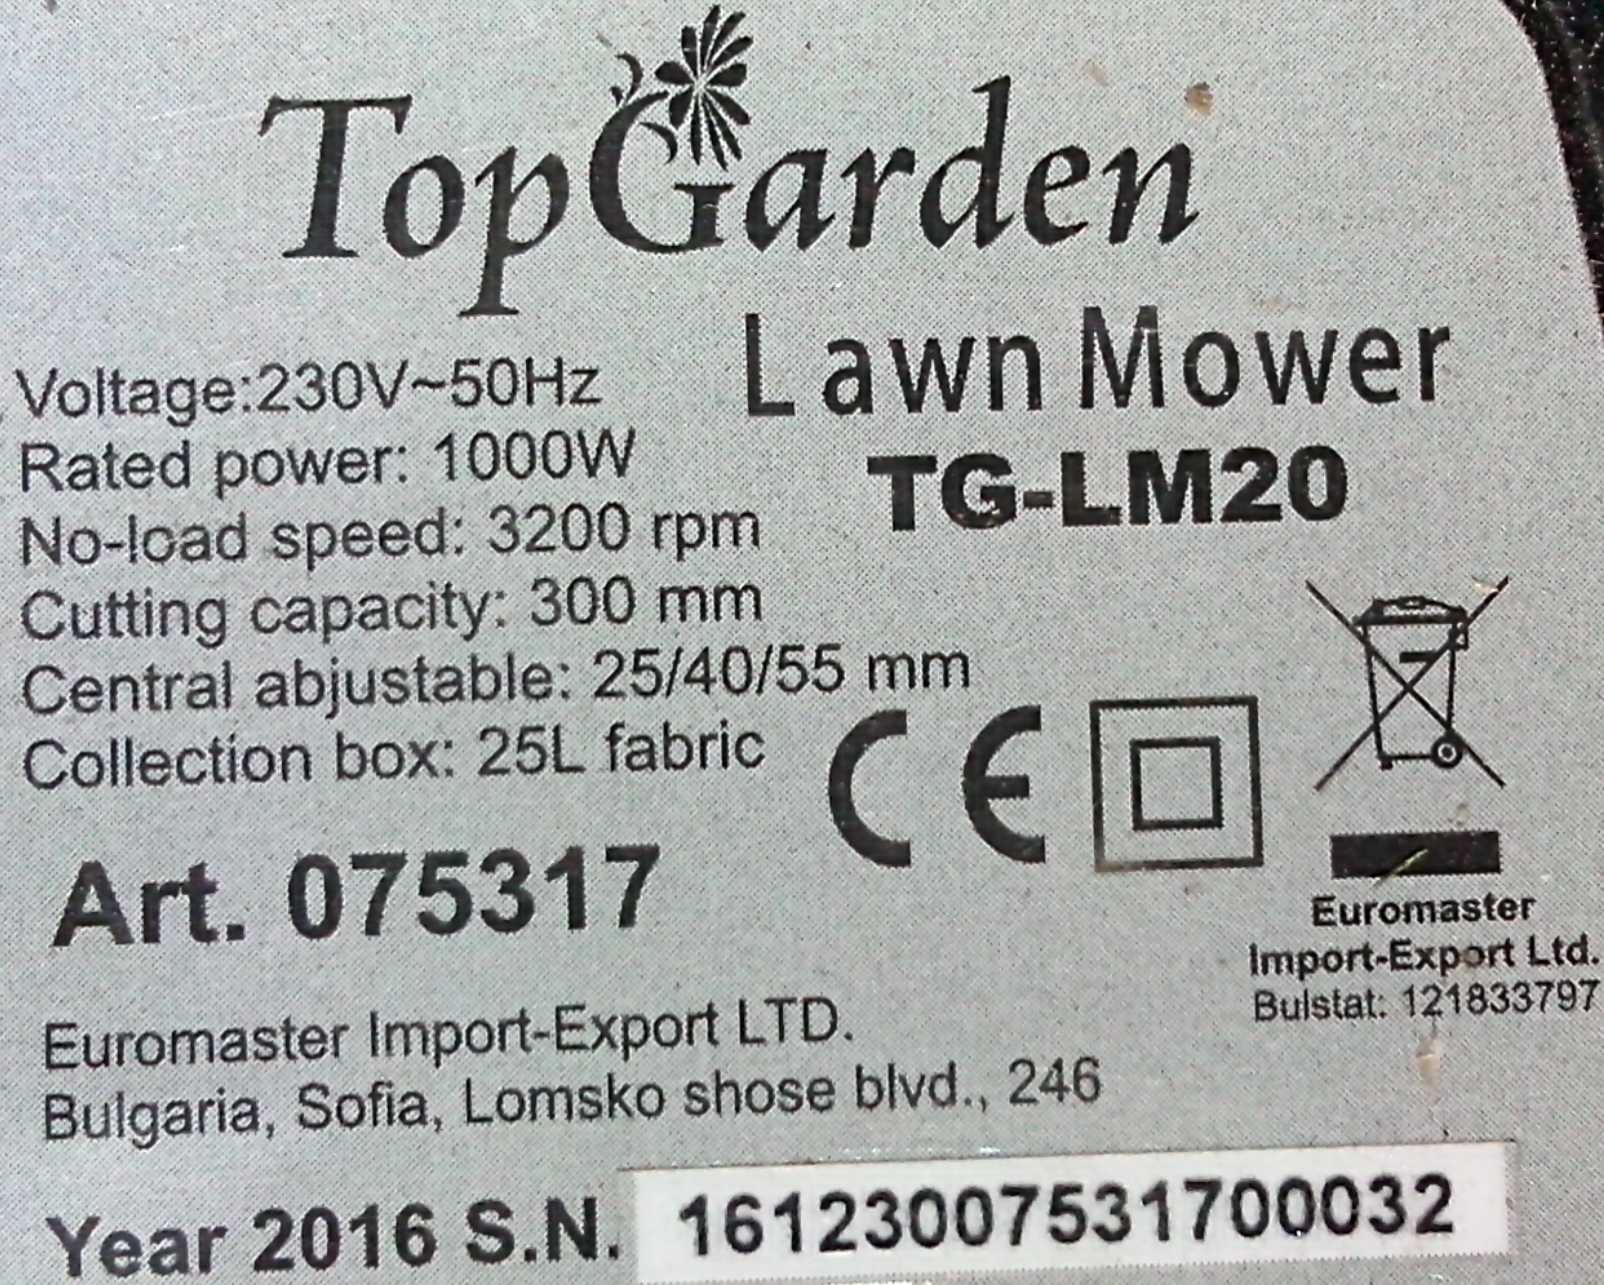 TopGarden
Lawn Mower
TG-LM20
Voltage:230V~50Hz
Rated power: 1000W
No-load speed: 3200 rpm
Cutting capacity: 300 mm
Central abjustable: 25/40/55 mm
Collection box: 25L fabric
CE
Art. 075317
Euromaster
Import-Export Ltd.
Bulstat: 121833797
Euromaster Import-Export LTD.
Bulgaria, Sofia, Lomsko shose blvd., 246
Year 2016 S.N. 16123007531700032